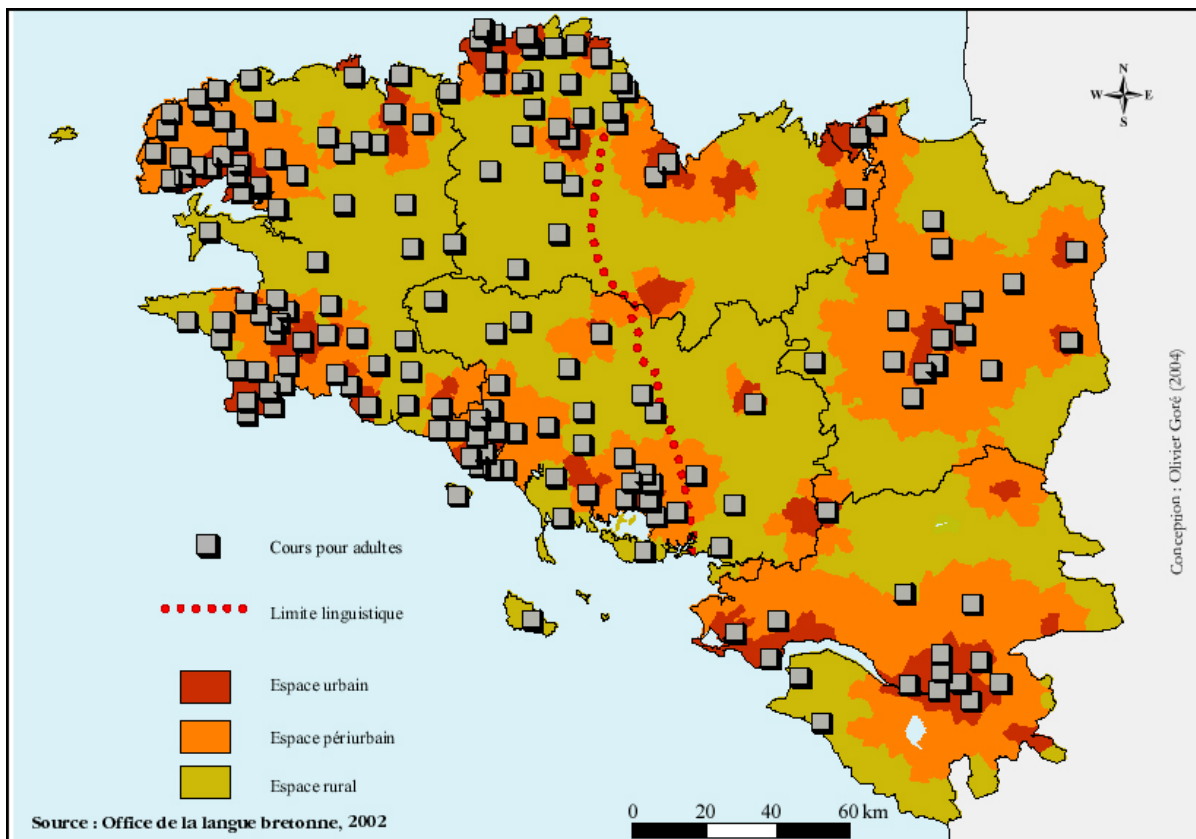 N
W E
S
Conception : Olivier Goré (2004)
Cours pour adultes
Limite linguistique
Espace urbain
Espace périurbain
Espace rural
Source : Office de la langue bretonne, 2002
0 20 40 60 km